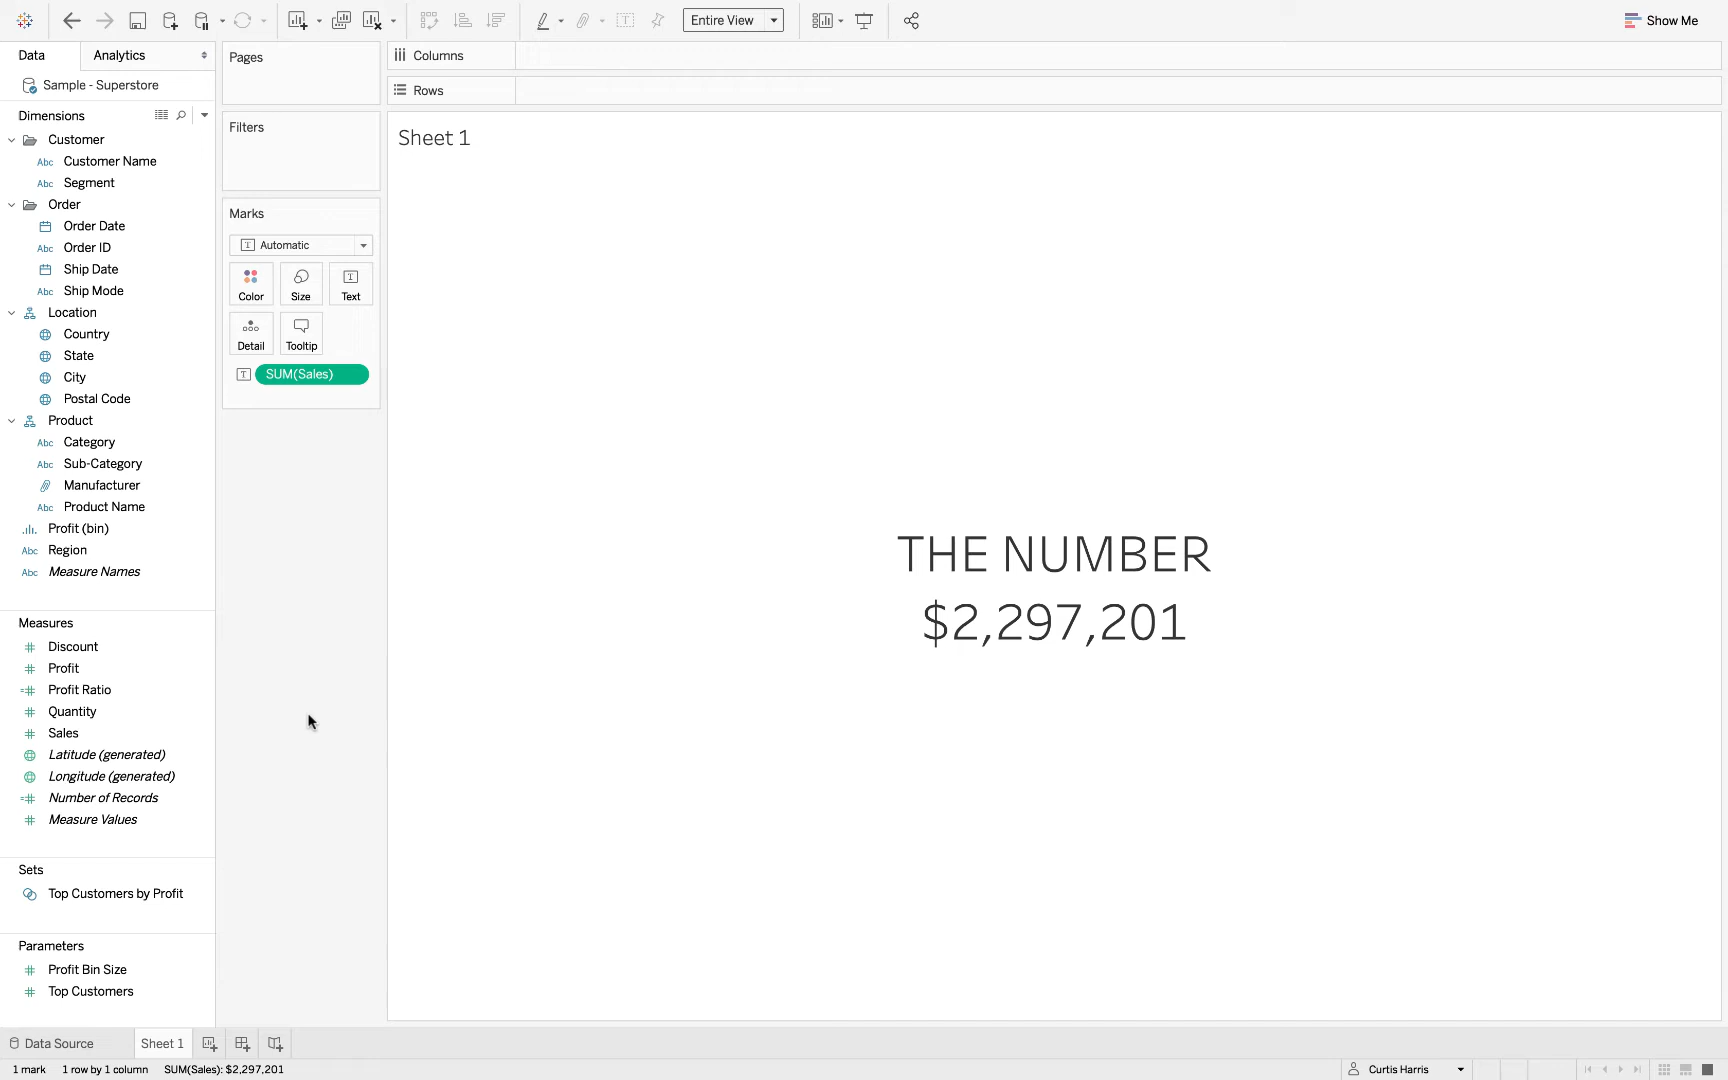 Entire View
Show Me
Data
Analytics
Sample - Superstore
Dimensions
Customer
Abc Customer Name
Abc Segment
Order
Order Date
Abc Order ID
Ship Date
Abc Ship Mode
Location
Country
State
City
Postal Code
Product
Abc Category
Abc Sub-Category
Manufacturer
Abc Product Name
Profit (bin)
Abc Region
Abc Measure Names
Measures
# Discount
# Profit
=# Profit Ratio
# Quantity
# Sales
Latitude (generated)
Longitude (generated)
=# Number of Records
# Measure Values
Sets
Top Customers by Profit
Parameters
# Profit Bin Size
# Top Customers
Pages
Filters
Marks
T Automatic
Color
Size
T Text
Detail
Tooltip
T SUM(Sales)
Columns
Rows
Sheet 1
THE NUMBER
$2,297,201
Data Source
Sheet 1
1 mark
1 row by 1 column
SUM(Sales): $2,297,201
Curtis Harris